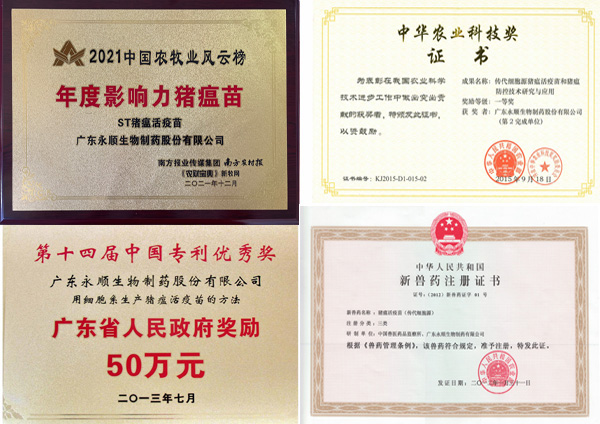 2021中国农牧业风云榜
年度影响力猪瘟苗
ST猪瘟活疫苗
广东永顺生物制药股份有限公司
南方报业传媒集团 南方农村报
《农财宝典》新牧网
二〇二一年十二月
中华农业科技奖
证 书
为表彰在我国农业科学
技术进步工作中做出突出贡
献的获奖者,特颁发此证书,
以资鼓励。
成果名称:传代细胞源猪瘟活疫苗和猪瘟
防控技术研究与应用
奖励等级:一等奖
获 奖 者:广东永顺生物制药股份有限公司
(第2完成单位)
证书编号:KJ2015-D1-015-02
2015年9月18日
第十四届中国专利优秀奖
广东永顺生物制药股份有限公司
用细胞系生产猪瘟活疫苗的方法
广东省人民政府奖励
50万元
二〇一三年七月
中华人民共和国
新兽药注册证书
证号:(2012)新兽药证字 01 号
新兽药名称:猪瘟活疫苗(传代细胞源)
注册分类:三类
研制单位:中国兽医药品监察所、广东永顺生物制药有限公司
根据《兽药管理条例》,该兽药符合规定,准予注册,特发此证。
发证日期: